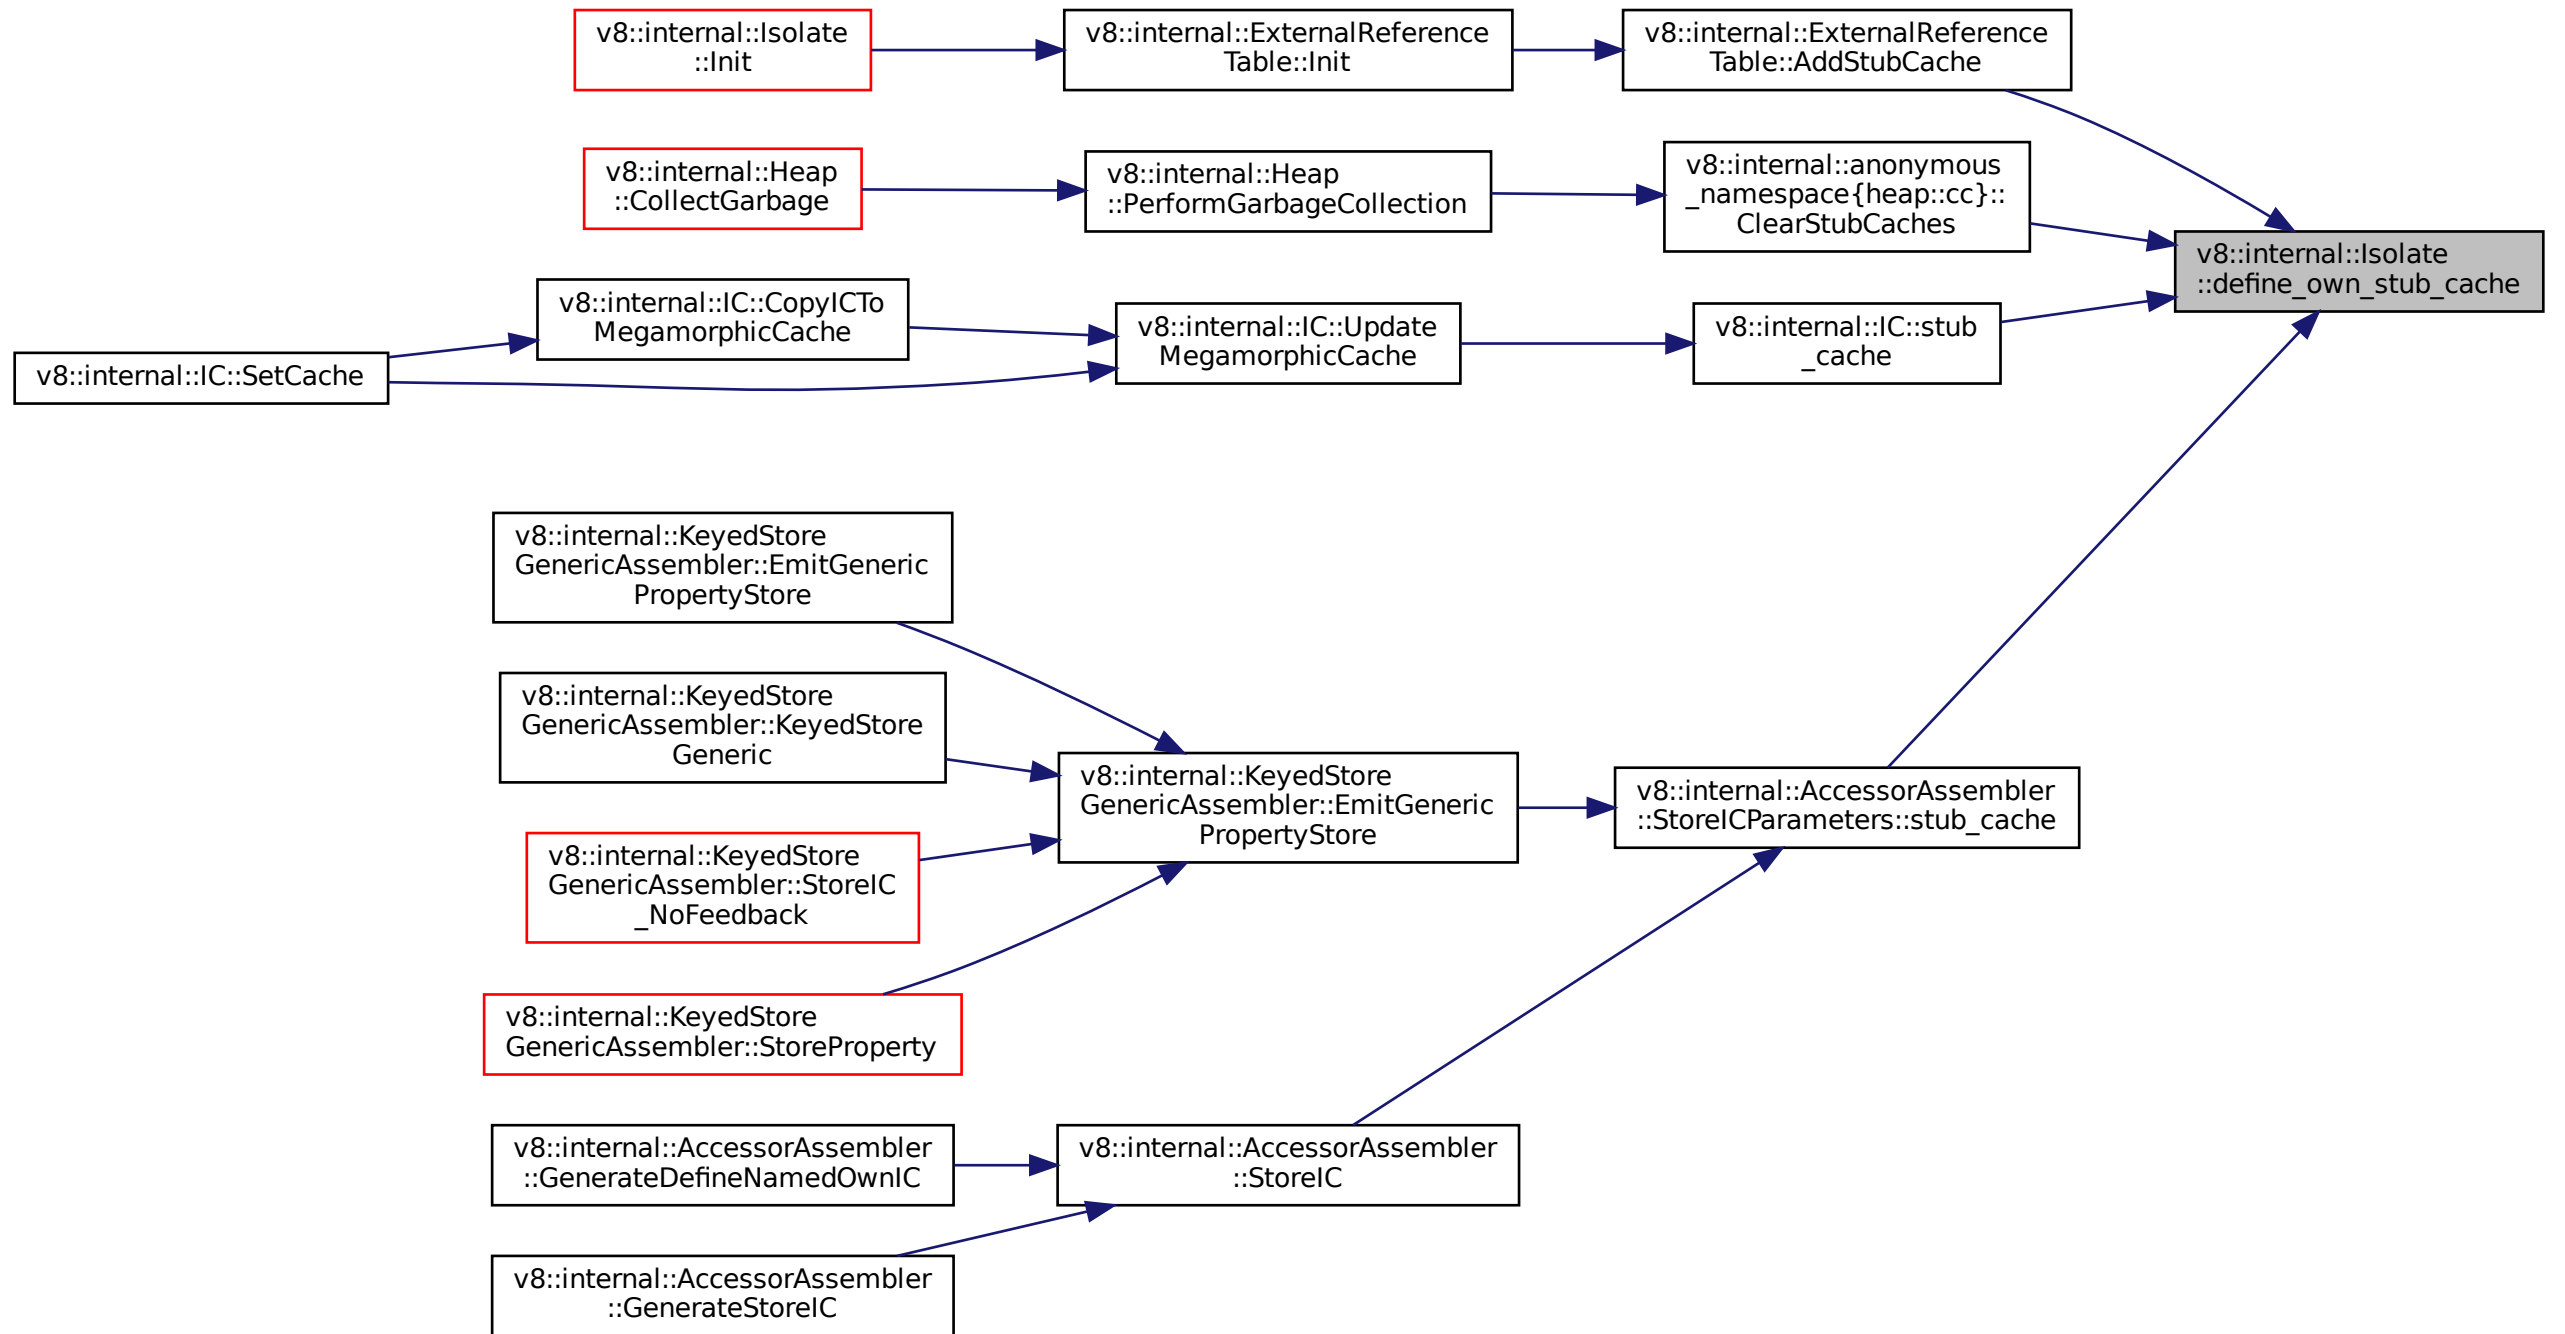 v8::internal::Isolate
::Init
v8::internal::ExternalReference
Table::Init
v8::internal::ExternalReference
Table::AddStubCache
v8::internal::Heap
::CollectGarbage
v8::internal::Heap
::PerformGarbageCollection
v8::internal::anonymous
_namespace{heap::cc}::
ClearStubCaches
v8::internal::Isolate
::define_own_stub_cache
v8::internal::IC::CopyICTo
MegamorphicCache
v8::internal::IC::Update
MegamorphicCache
v8::internal::IC::stub
_cache
v8::internal::IC::SetCache
v8::internal::KeyedStore
GenericAssembler::EmitGeneric
PropertyStore
v8::internal::KeyedStore
GenericAssembler::KeyedStore
Generic
v8::internal::KeyedStore
GenericAssembler::EmitGeneric
PropertyStore
v8::internal::AccessorAssembler
::StoreICParameters::stub_cache
v8::internal::KeyedStore
GenericAssembler::StoreIC
_NoFeedback
v8::internal::KeyedStore
GenericAssembler::StoreProperty
v8::internal::AccessorAssembler
::GenerateDefineNamedOwnIC
v8::internal::AccessorAssembler
::StoreIC
v8::internal::AccessorAssembler
::GenerateStoreIC